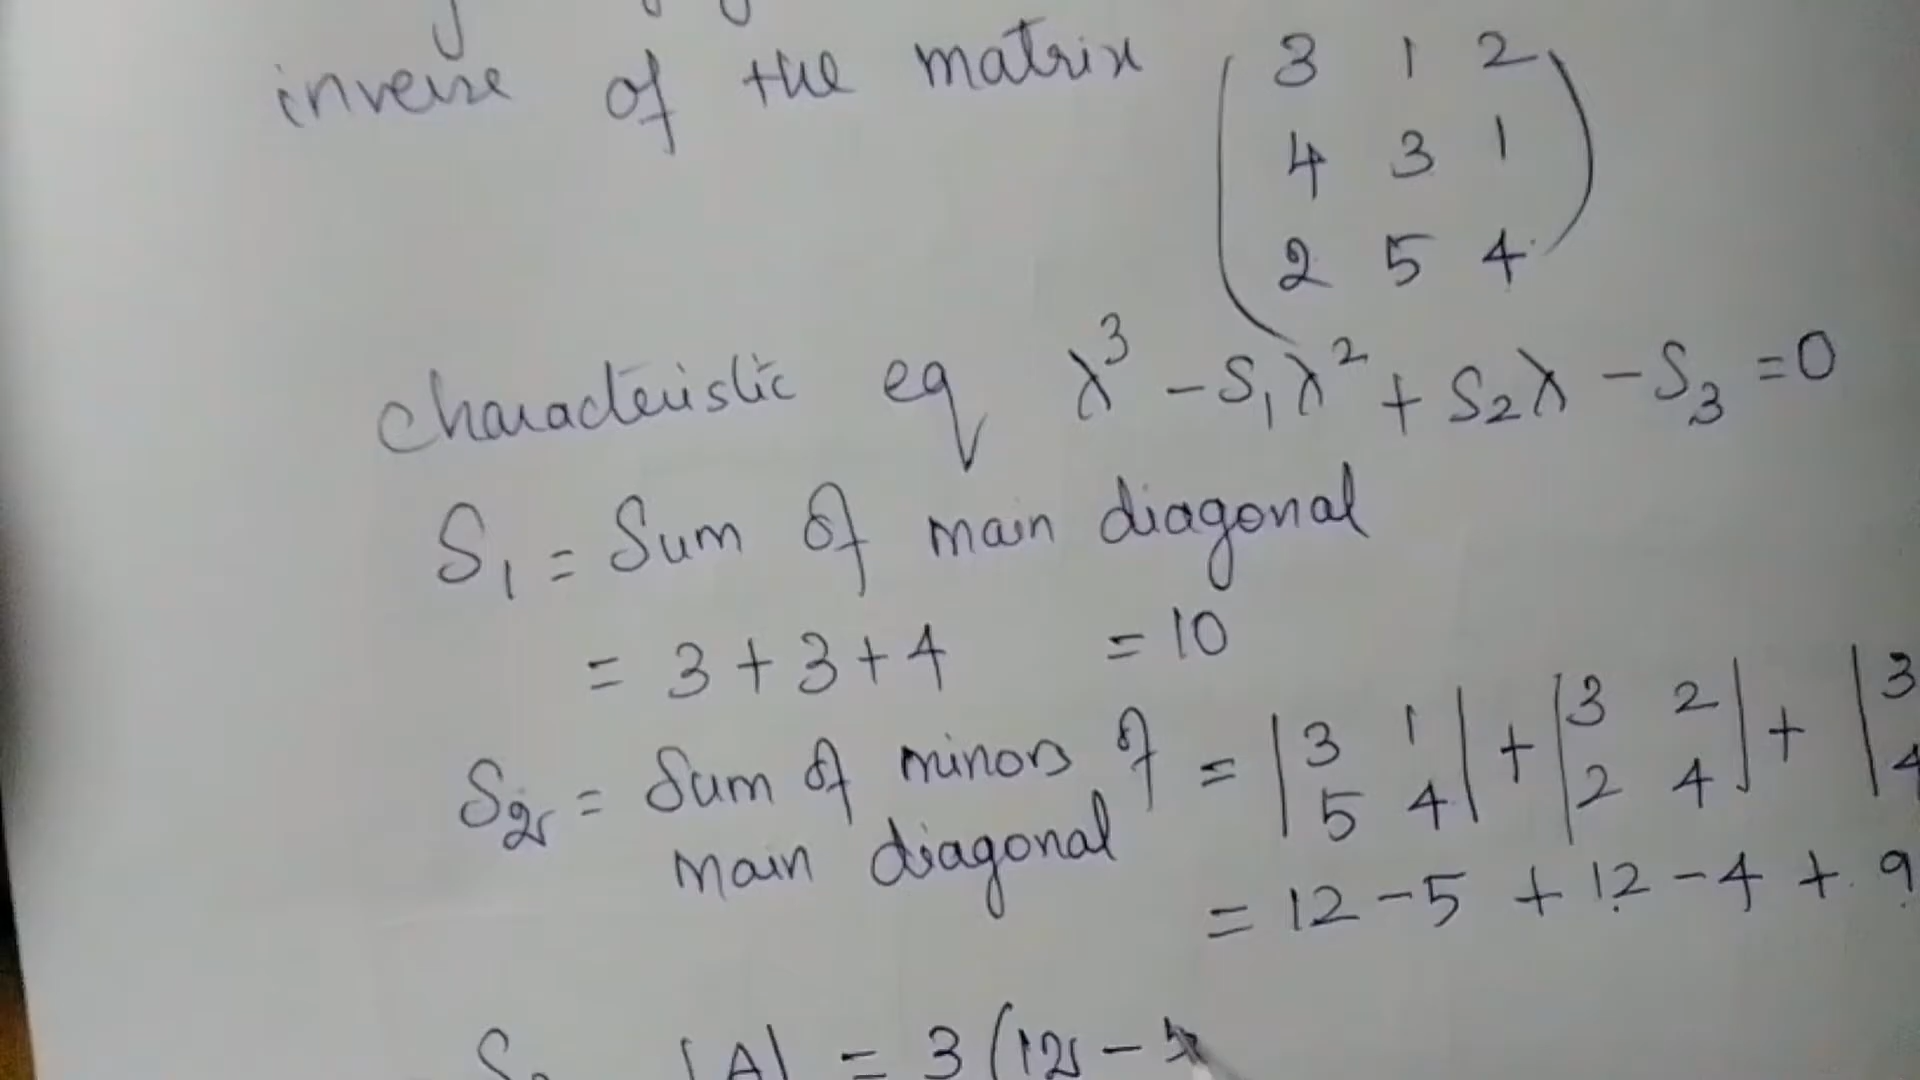 inverse of the matrix ( 3 1 2
4 3 1
2 5 4 )
characteristic eq λ³ - S₁λ² + S₂λ - S₃ = 0
S₁ = Sum of main diagonal
= 3 + 3 + 4 = 10
S₂ = Sum of minors of = | 3 1 | + | 3 2 | + | 3
main diagonal | 5 4 | | 2 4 | | 4
= 12 - 5 + 12 - 4 + 9
|A| = 3 (12 -